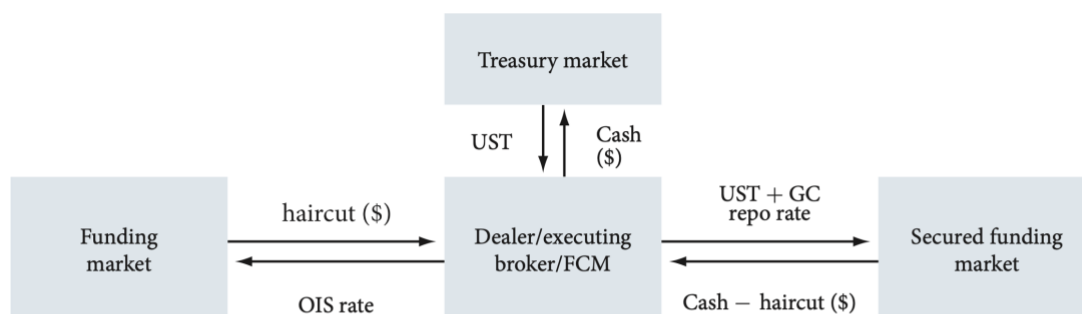 Treasury market
UST
Cash
($)
Funding
market
haircut ($)
OIS rate
Dealer/executing
broker/FCM
UST + GC
repo rate
Cash − haircut ($)
Secured funding
market